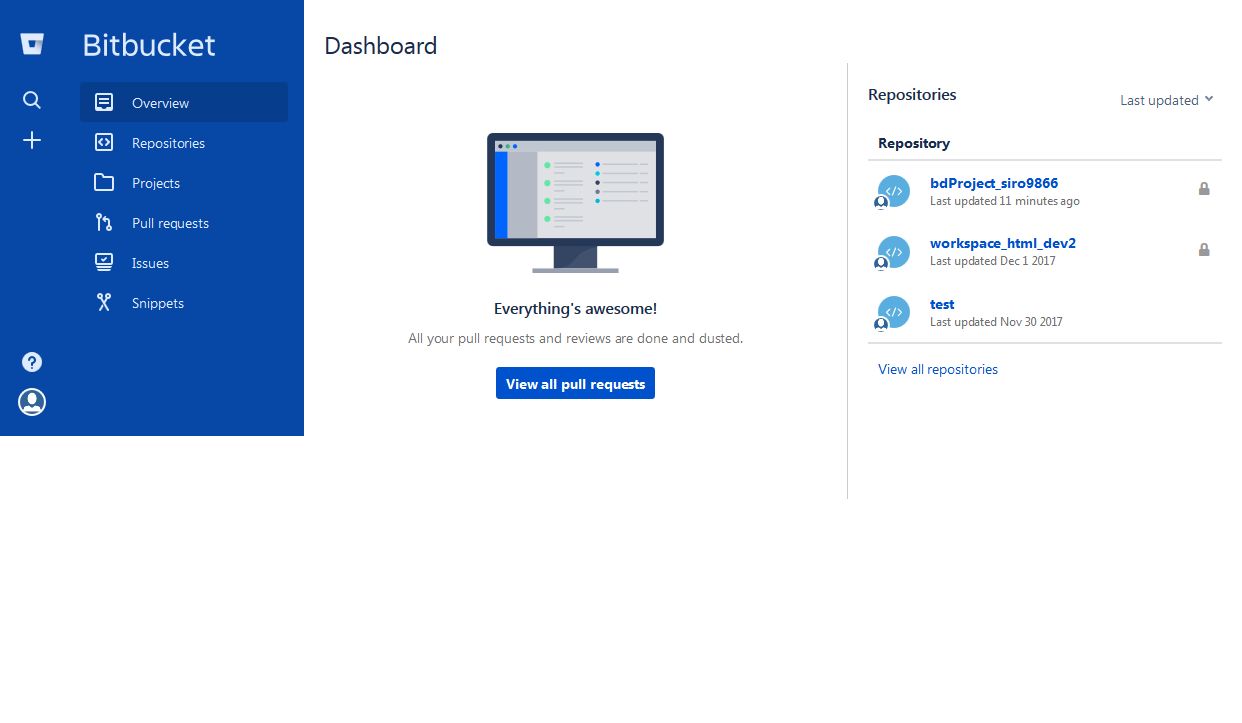 Bitbucket
Overview
Repositories
Projects
Pull requests
Issues
Snippets
Dashboard
Everything's awesome!
All your pull requests and reviews are done and dusted.
View all pull requests
Repositories
Last updated
Repository
bdProject_siro9866
Last updated 11 minutes ago
workspace_html_dev2
Last updated Dec 1 2017
test
Last updated Nov 30 2017
View all repositories